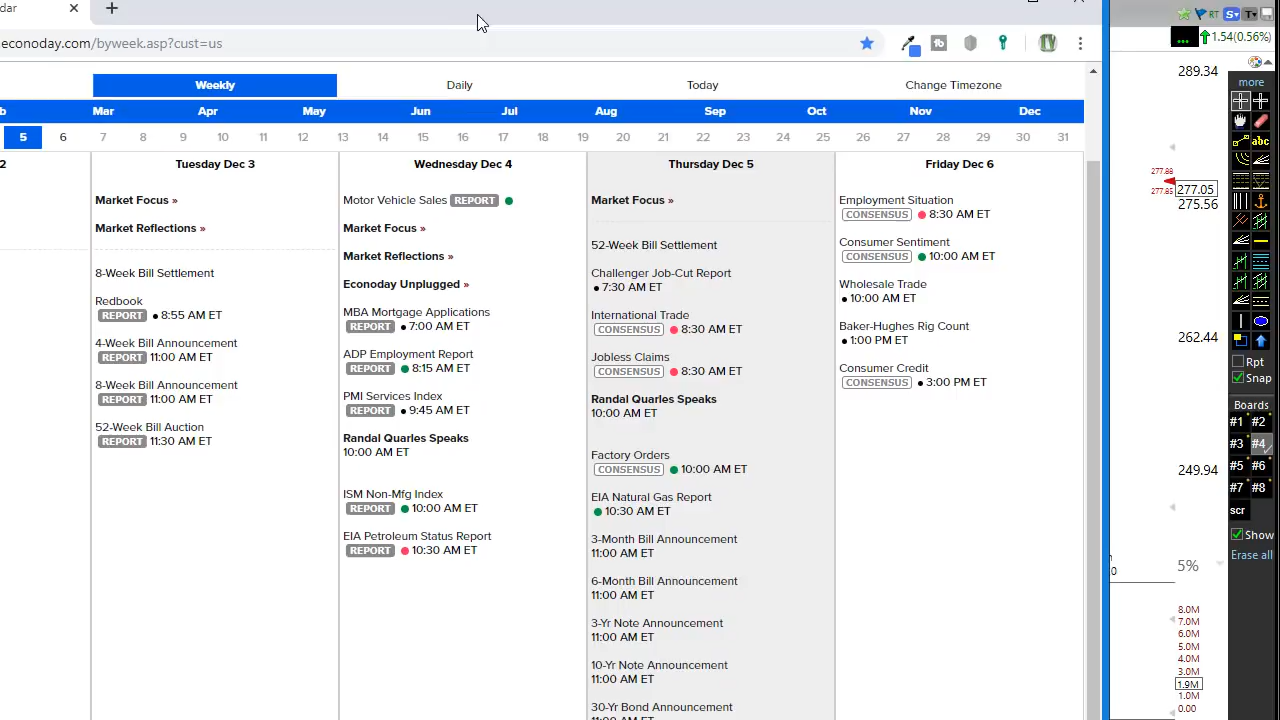 dar
econoday.com/byweek.asp?cust=us
RT
S
T
... 1.54(0.56%)
Weekly Daily Today Change Timezone
b Mar Apr May Jun Jul Aug Sep Oct Nov Dec
5 6 7 8 9 10 11 12 13 14 15 16 17 18 19 20 21 22 23 24 25 26 27 28 29 30 31
2
Tuesday Dec 3
Market Focus »
Market Reflections »
8-Week Bill Settlement
Redbook
REPORT 8:55 AM ET
4-Week Bill Announcement
REPORT 11:00 AM ET
8-Week Bill Announcement
REPORT 11:00 AM ET
52-Week Bill Auction
REPORT 11:30 AM ET
Wednesday Dec 4
Motor Vehicle Sales REPORT
Market Focus »
Market Reflections »
Econoday Unplugged »
MBA Mortgage Applications
REPORT 7:00 AM ET
ADP Employment Report
REPORT 8:15 AM ET
PMI Services Index
REPORT 9:45 AM ET
Randal Quarles Speaks
10:00 AM ET
ISM Non-Mfg Index
REPORT 10:00 AM ET
EIA Petroleum Status Report
REPORT 10:30 AM ET
Thursday Dec 5
Market Focus »
52-Week Bill Settlement
Challenger Job-Cut Report
7:30 AM ET
International Trade
CONSENSUS 8:30 AM ET
Jobless Claims
CONSENSUS 8:30 AM ET
Randal Quarles Speaks
10:00 AM ET
Factory Orders
CONSENSUS 10:00 AM ET
EIA Natural Gas Report
10:30 AM ET
3-Month Bill Announcement
11:00 AM ET
6-Month Bill Announcement
11:00 AM ET
3-Yr Note Announcement
11:00 AM ET
10-Yr Note Announcement
11:00 AM ET
30-Yr Bond Announcement
11:00 AM ET
Friday Dec 6
Employment Situation
CONSENSUS 8:30 AM ET
Consumer Sentiment
CONSENSUS 10:00 AM ET
Wholesale Trade
10:00 AM ET
Baker-Hughes Rig Count
1:00 PM ET
Consumer Credit
CONSENSUS 3:00 PM ET
289.34
277.88
277.85
277.05
275.56
262.44
249.94
5%
0
8.0M
7.0M
6.0M
5.0M
4.0M
3.0M
1.9M
1.0M
0.00
more
abc
Rpt
Snap
Boards
#1 #2
#3 #4
#5 #6
#7 #8
scr
Show
Erase all